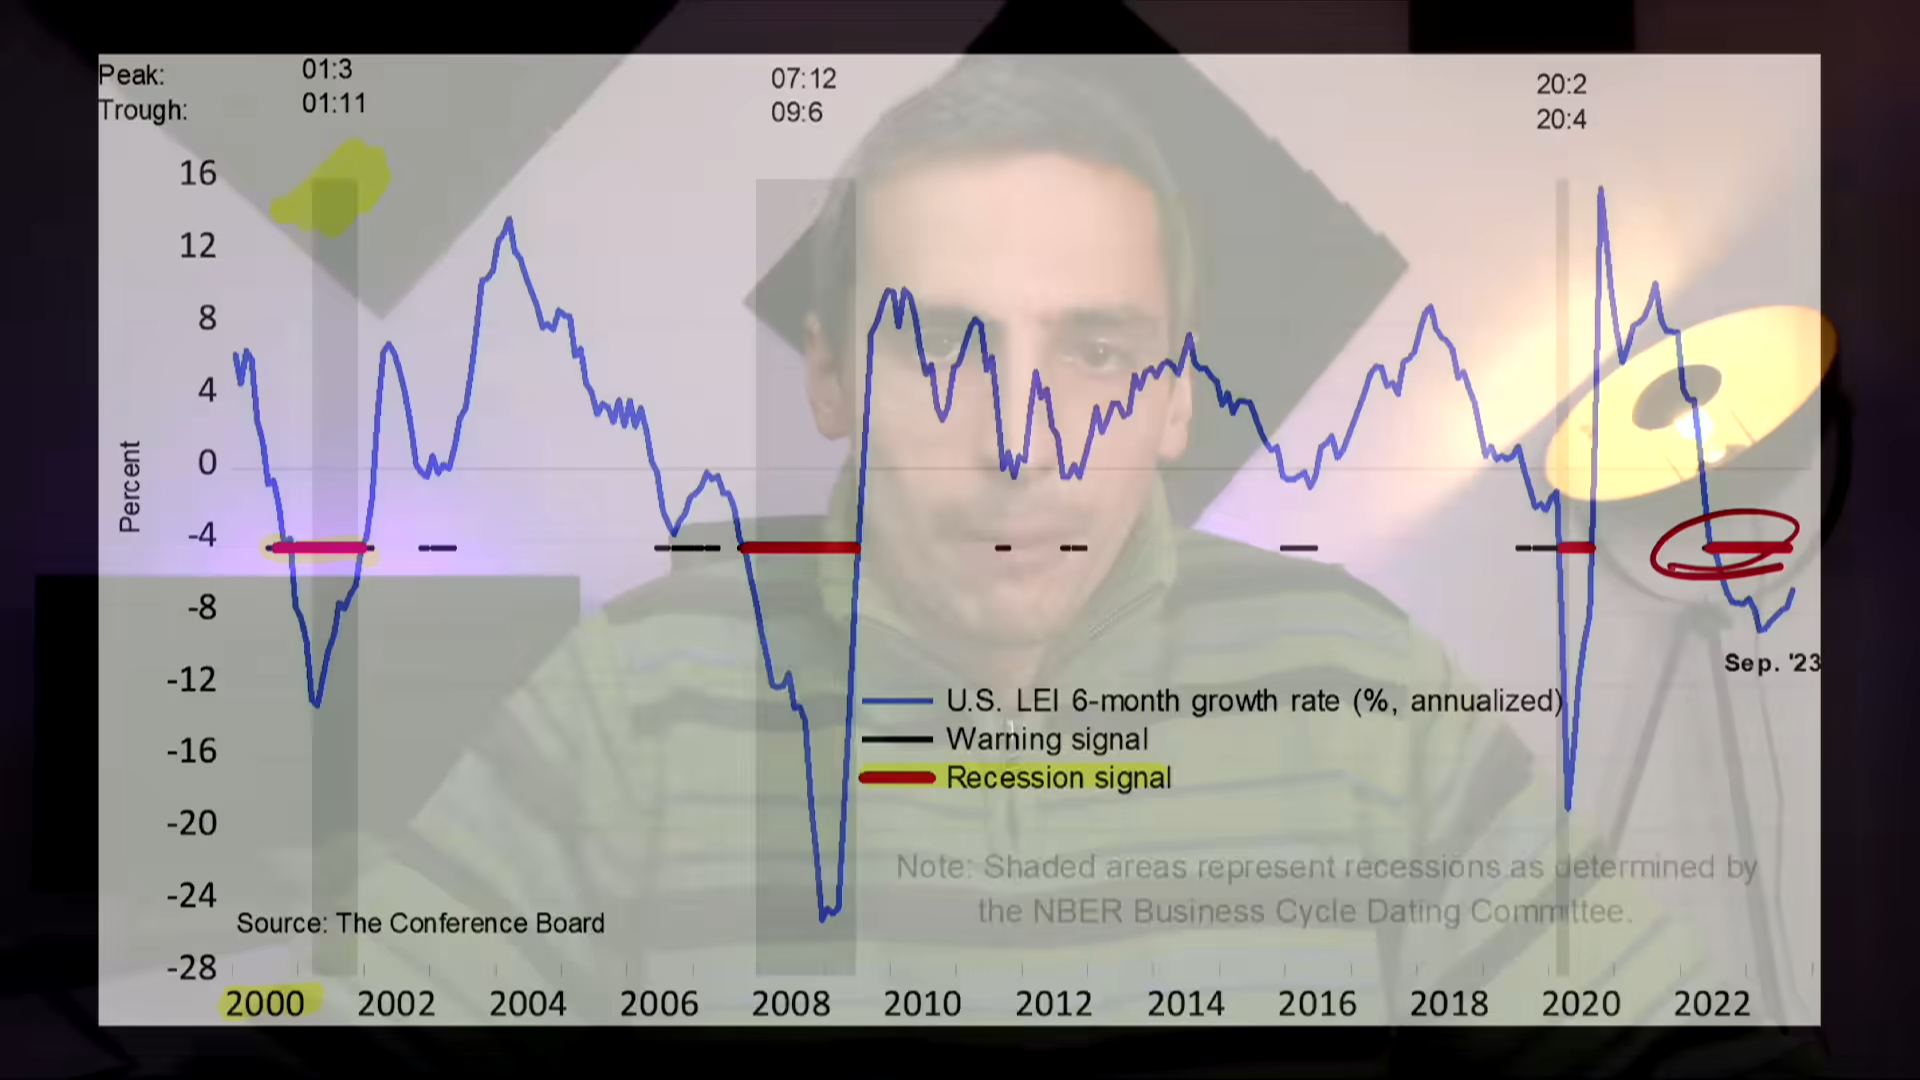 Peak: 01:3 07:12 20:2
Trough: 01:11 09:6 20:4
16
12
8
4
0
-4
-8
-12
-16
-20
-24
-28
Percent
Sep. '23
U.S. LEI 6-month growth rate (%, annualized)
Warning signal
Recession signal
Note: Shaded areas represent recessions as determined by
the NBER Business Cycle Dating Committee.
Source: The Conference Board
2000 2002 2004 2006 2008 2010 2012 2014 2016 2018 2020 2022